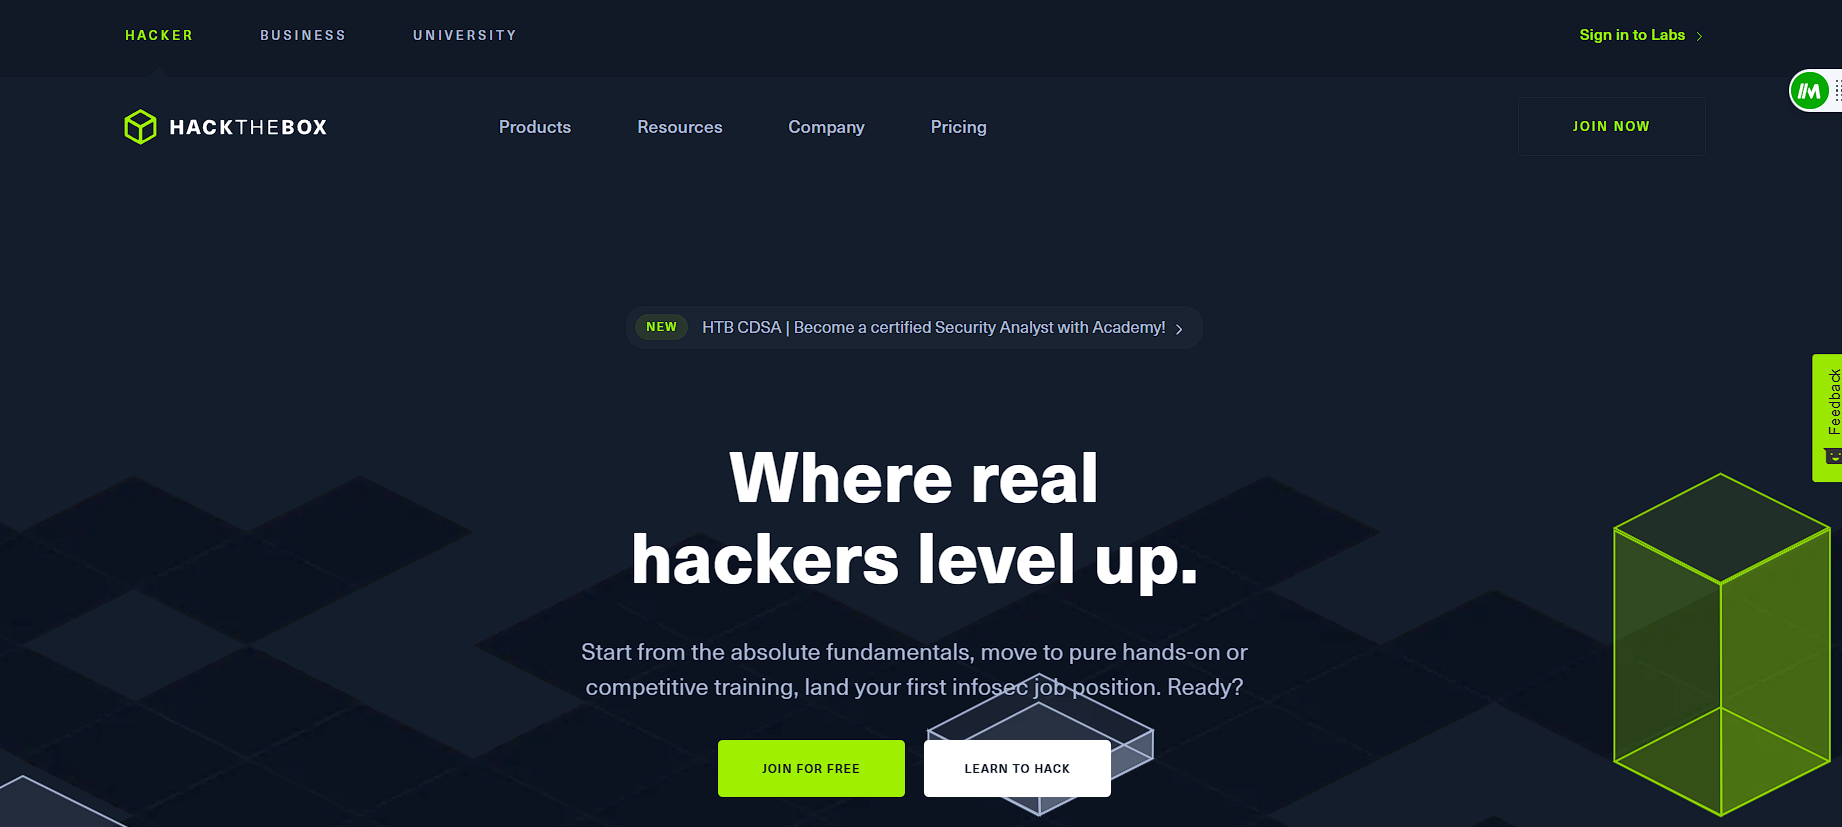 HACKER BUSINESS UNIVERSITY Sign in to Labs
HACKTHEBOX Products Resources Company Pricing JOIN NOW
NEW HTB CDSA | Become a certified Security Analyst with Academy!
Feedback
Where real
hackers level up.
Start from the absolute fundamentals, move to pure hands-on or
competitive training, land your first infosec job position. Ready?
JOIN FOR FREE LEARN TO HACK